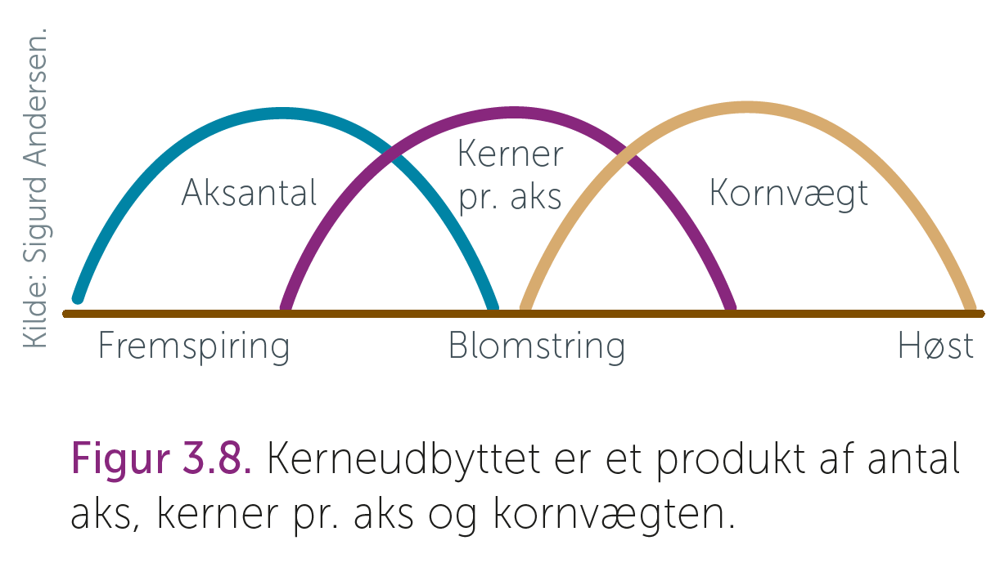 Kilde: Sigurd Andersen.
Aksantal
Kerner
pr. aks
Kornvægt
Fremspiring
Blomstring
Høst
Figur 3.8. Kerneudbyttet er et produkt af antal
aks, kerner pr. aks og kornvægten.